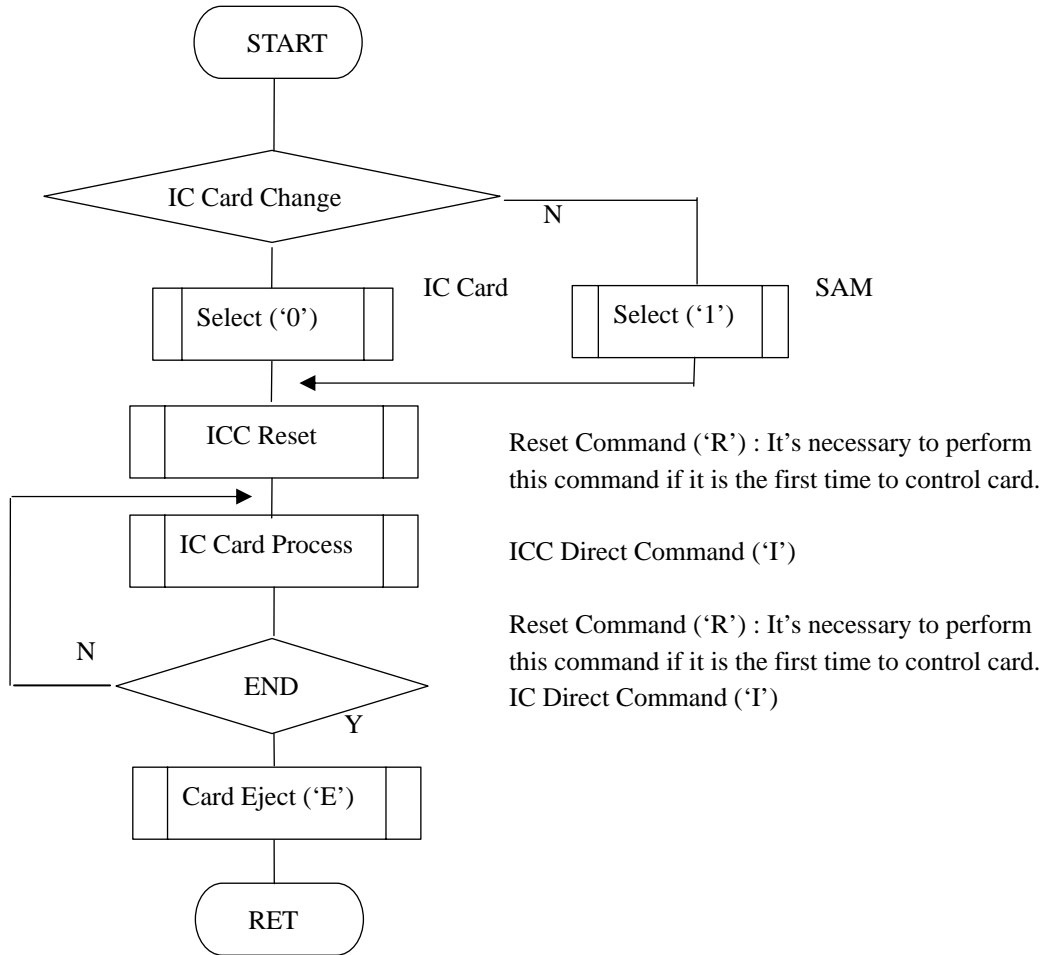 START
IC Card Change
N
IC Card
SAM
Select (‘0’)
Select (‘1’)
ICC Reset
Reset Command (‘R’) : It’s necessary to perform
this command if it is the first time to control card.
IC Card Process
ICC Direct Command (‘I’)
Reset Command (‘R’) : It’s necessary to perform
this command if it is the first time to control card.
IC Direct Command (‘I’)
N
END
Y
Card Eject (‘E’)
RET